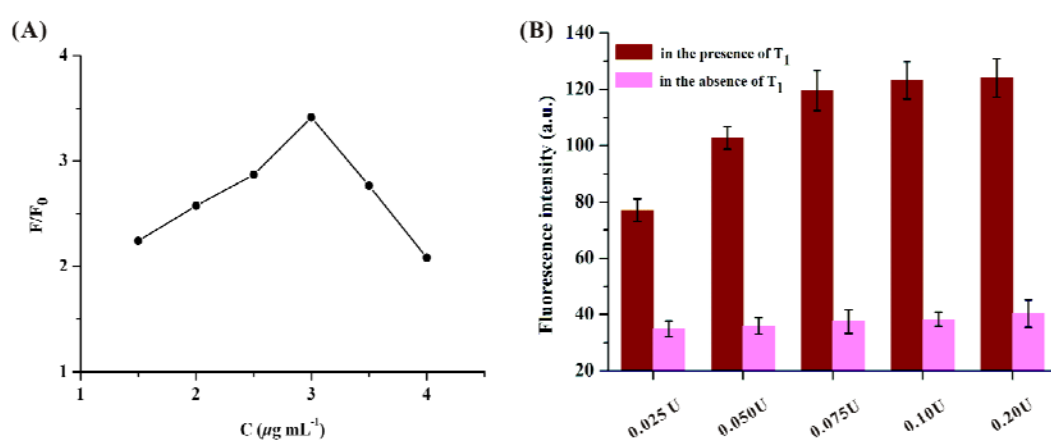 (A)
4
3
2
1
F/F0
1
2
3
4
C (µg mL-1)
(B)
140
120
100
80
60
40
20
Fluorescence intensity (a.u.)
in the presence of T1
in the absence of T1
0.025 U
0.050U
0.075U
0.10U
0.20U